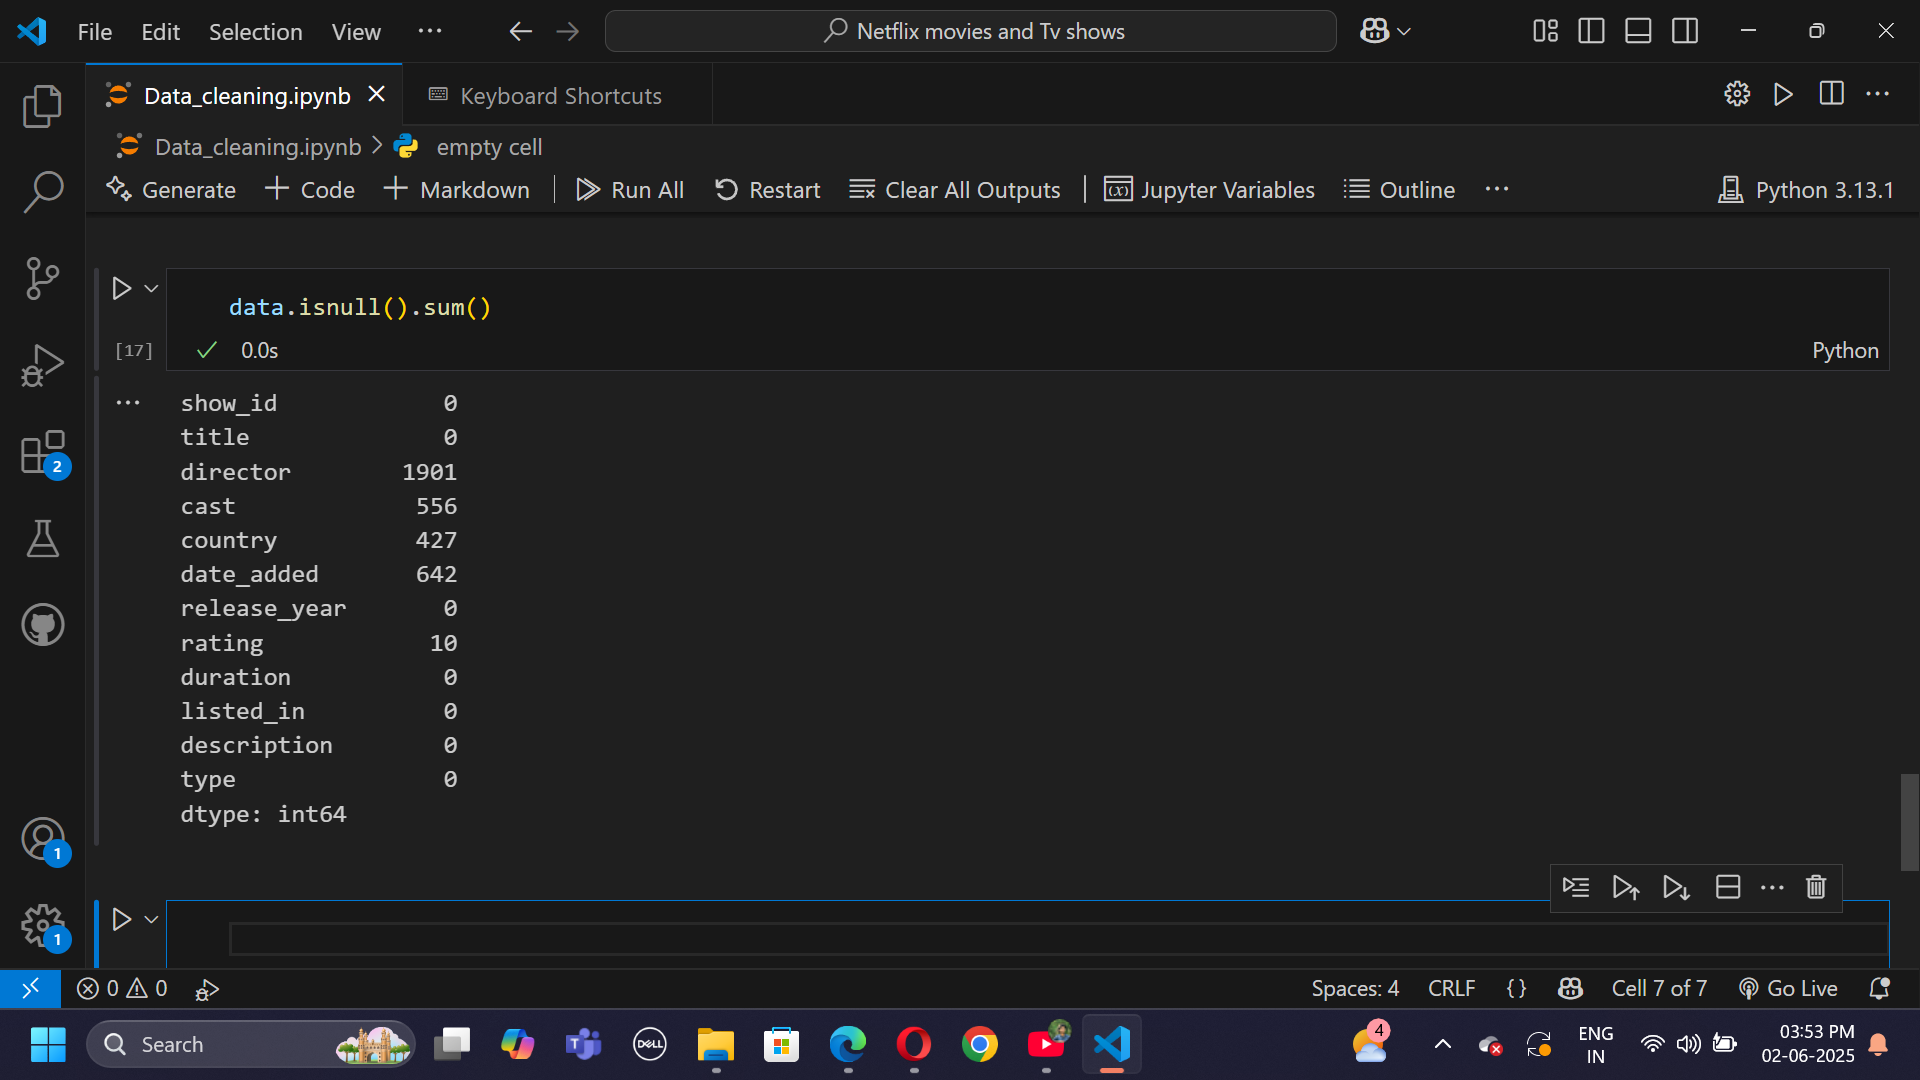 File Edit Selection View ··· Netflix movies and Tv shows
Data_cleaning.ipynb Keyboard Shortcuts
Data_cleaning.ipynb > empty cell
Generate + Code + Markdown Run All Restart Clear All Outputs Jupyter Variables Outline ··· Python 3.13.1
data.isnull().sum()
[17] 0.0s Python
show_id 0
title 0
director 1901
cast 556
country 427
date_added 642
release_year 0
rating 10
duration 0
listed_in 0
description 0
type 0
dtype: int64
2
1
1
0 0 Spaces: 4 CRLF {} Cell 7 of 7 Go Live
Search DELL 4 ENG
IN
03:53 PM
02-06-2025